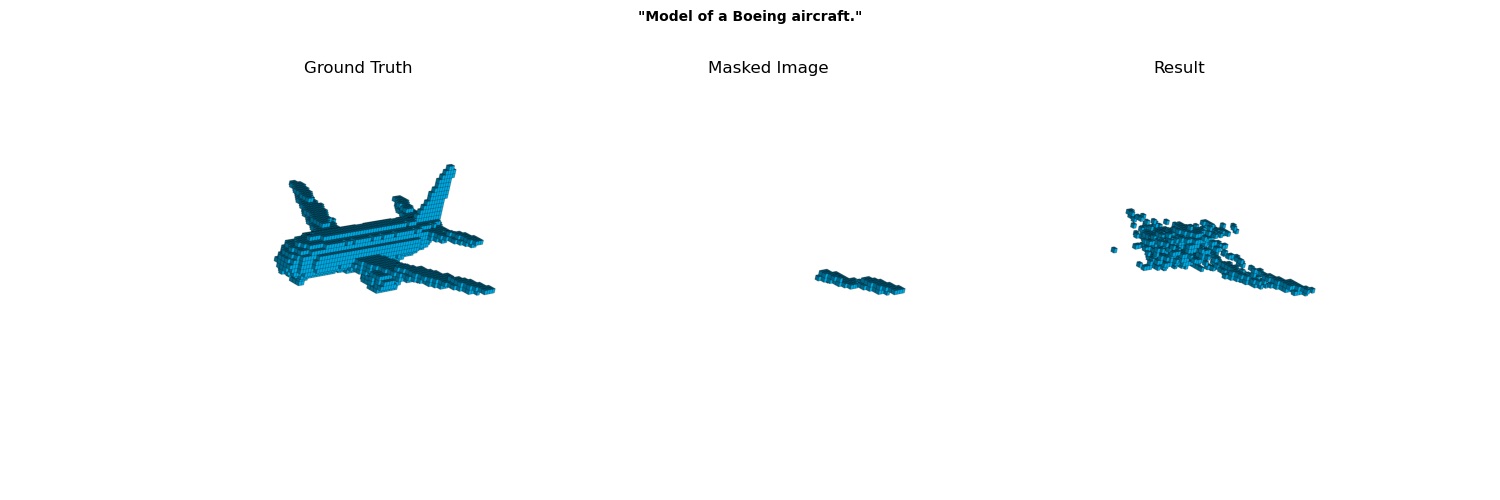 "Model of a Boeing aircraft."
Ground Truth
Masked Image
Result